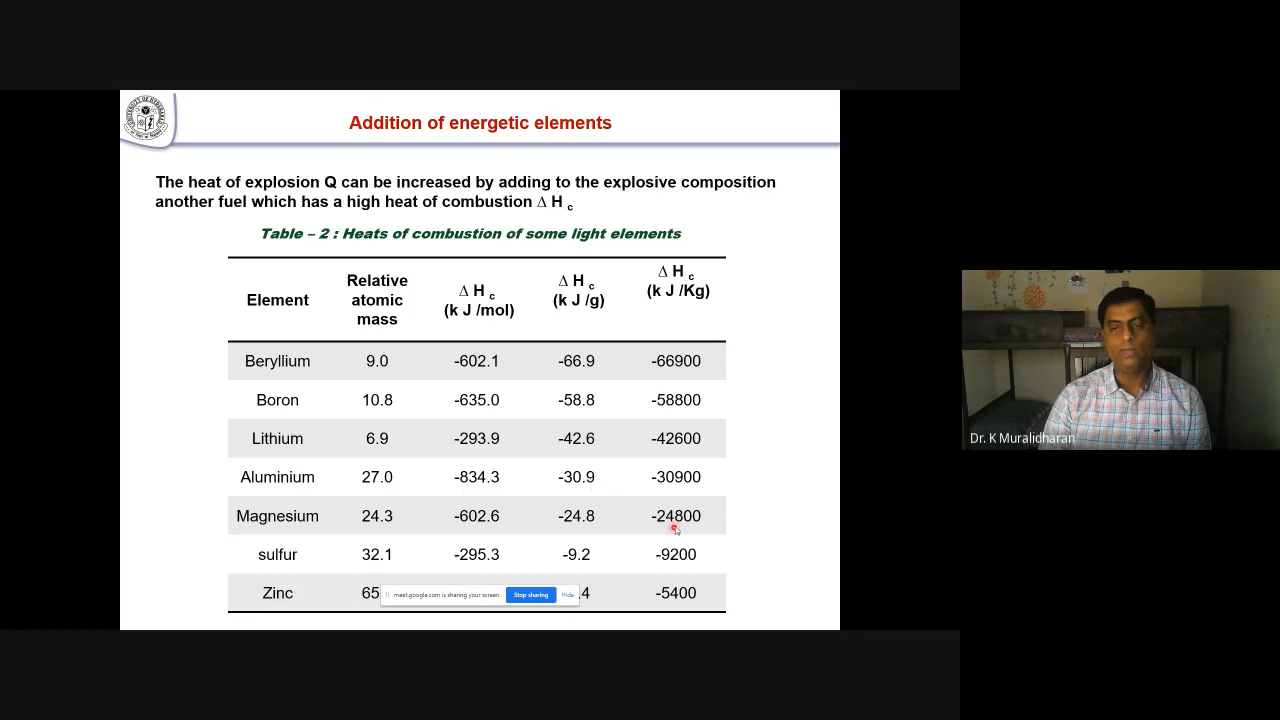 UNIVERSITY OF HYDERABAD
Addition of energetic elements
The heat of explosion Q can be increased by adding to the explosive composition
another fuel which has a high heat of combustion Δ H c
Table – 2 : Heats of combustion of some light elements
Element Relative atomic mass Δ H c (k J /mol) Δ H c (k J /g) Δ H c (k J /Kg)
Beryllium 9.0 -602.1 -66.9 -66900
Boron 10.8 -635.0 -58.8 -58800
Lithium 6.9 -293.9 -42.6 -42600
Aluminium 27.0 -834.3 -30.9 -30900
Magnesium 24.3 -602.6 -24.8 -24800
sulfur 32.1 -295.3 -9.2 -9200
Zinc 65 .4 -5400
meet.google.com is sharing your screen. Stop sharing Hide
Dr. K Muralidharan